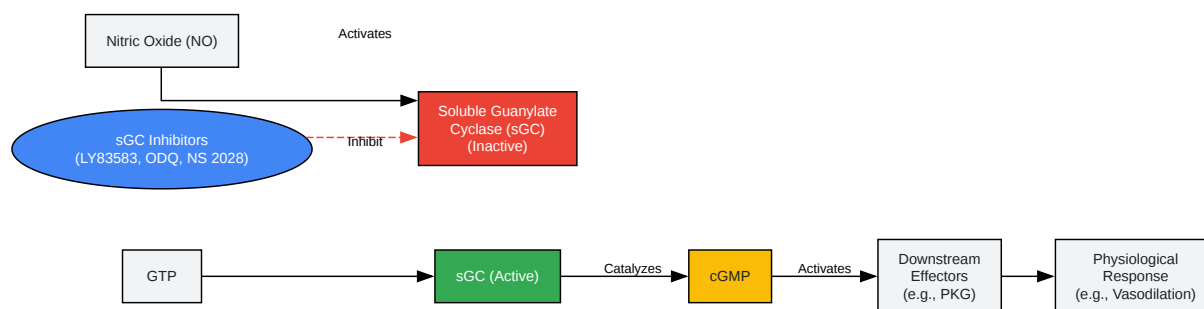 Nitric Oxide (NO)
Activates
Soluble Guanylate
Cyclase (sGC)
(Inactive)
sGC Inhibitors
(LY83583, ODQ, NS 2028)
Inhibit
GTP
sGC (Active)
Catalyzes
cGMP
Activates
Downstream
Effectors
(e.g., PKG)
Physiological
Response
(e.g., Vasodilation)